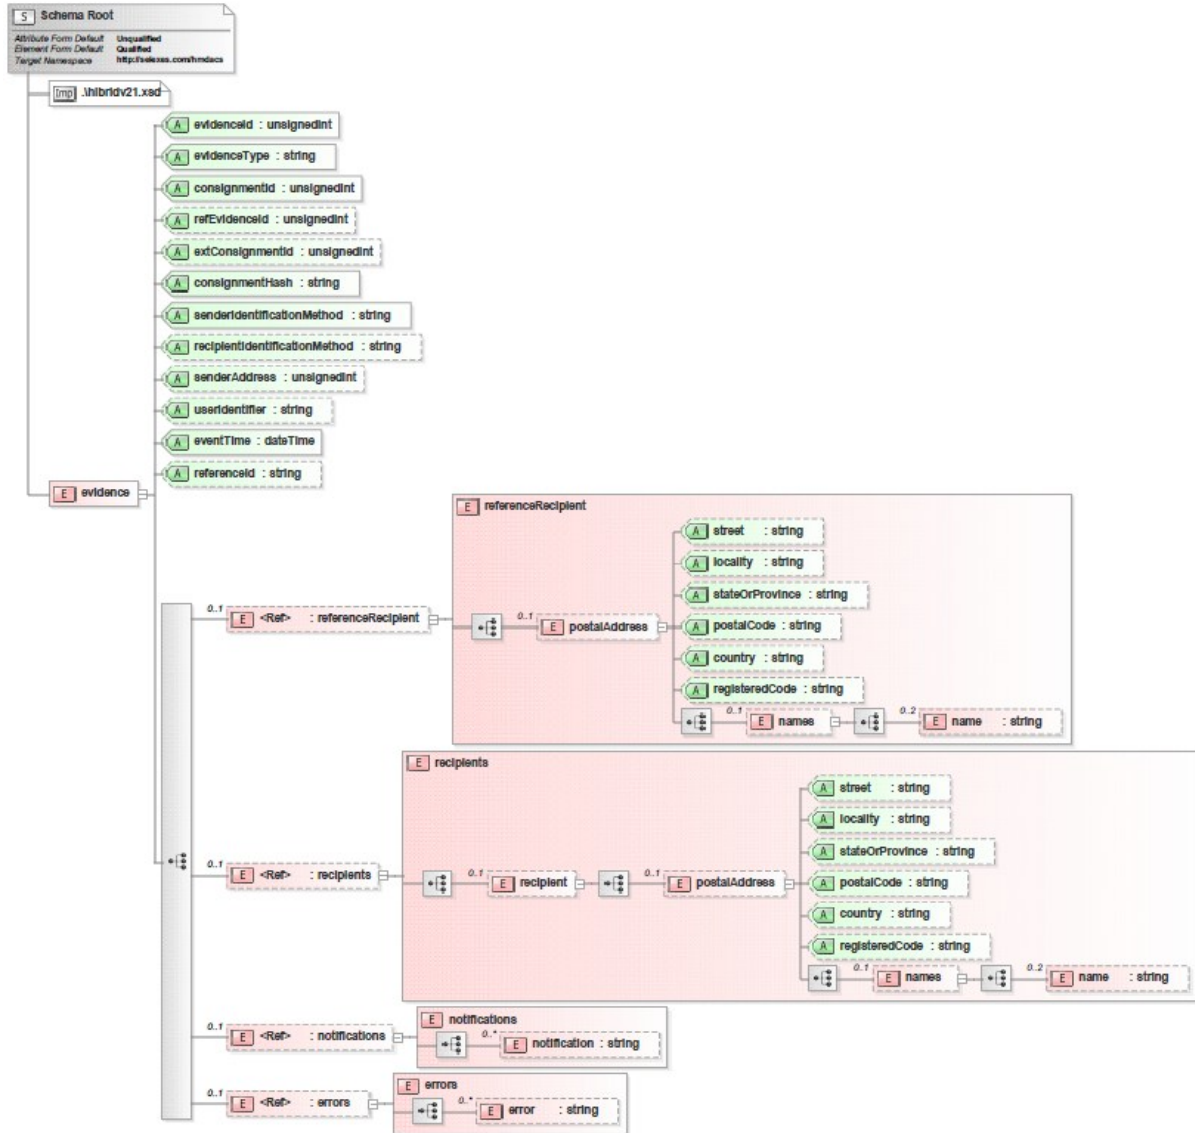 S Schema Root
Attribute Form Default Unqualified
Element Form Default Qualified
Target Namespace http://selexes.com/hmdacs
Imp .\hibridv21.xsd
A evidenceId : unsignedInt
A evidenceType : string
A consignmentId : unsignedInt
A refEvidenceId : unsignedInt
A extConsignmentId : unsignedInt
A consignmentHash : string
A senderIdentificationMethod : string
A recipientIdentificationMethod : string
A senderAddress : unsignedInt
A userIdentifier : string
A eventTime : dateTime
A referenceId : string
E evidence
E referenceRecipient
A street : string
A locality : string
A stateOrProvince : string
0..1 E <Ref> : referenceRecipient 0..1 E postalAddress A postalCode : string
A country : string
A registeredCode : string
0..1 E names 0..2 E name : string
E recipients
A street : string
A locality : string
A stateOrProvince : string
0..1 E <Ref> : recipients 0..1 E recipient 0..1 E postalAddress A postalCode : string
A country : string
A registeredCode : string
0..1 E names 0..2 E name : string
E notifications
0..1 E <Ref> : notifications 0..* E notification : string
E errors
0..1 E <Ref> : errors 0..* E error : string